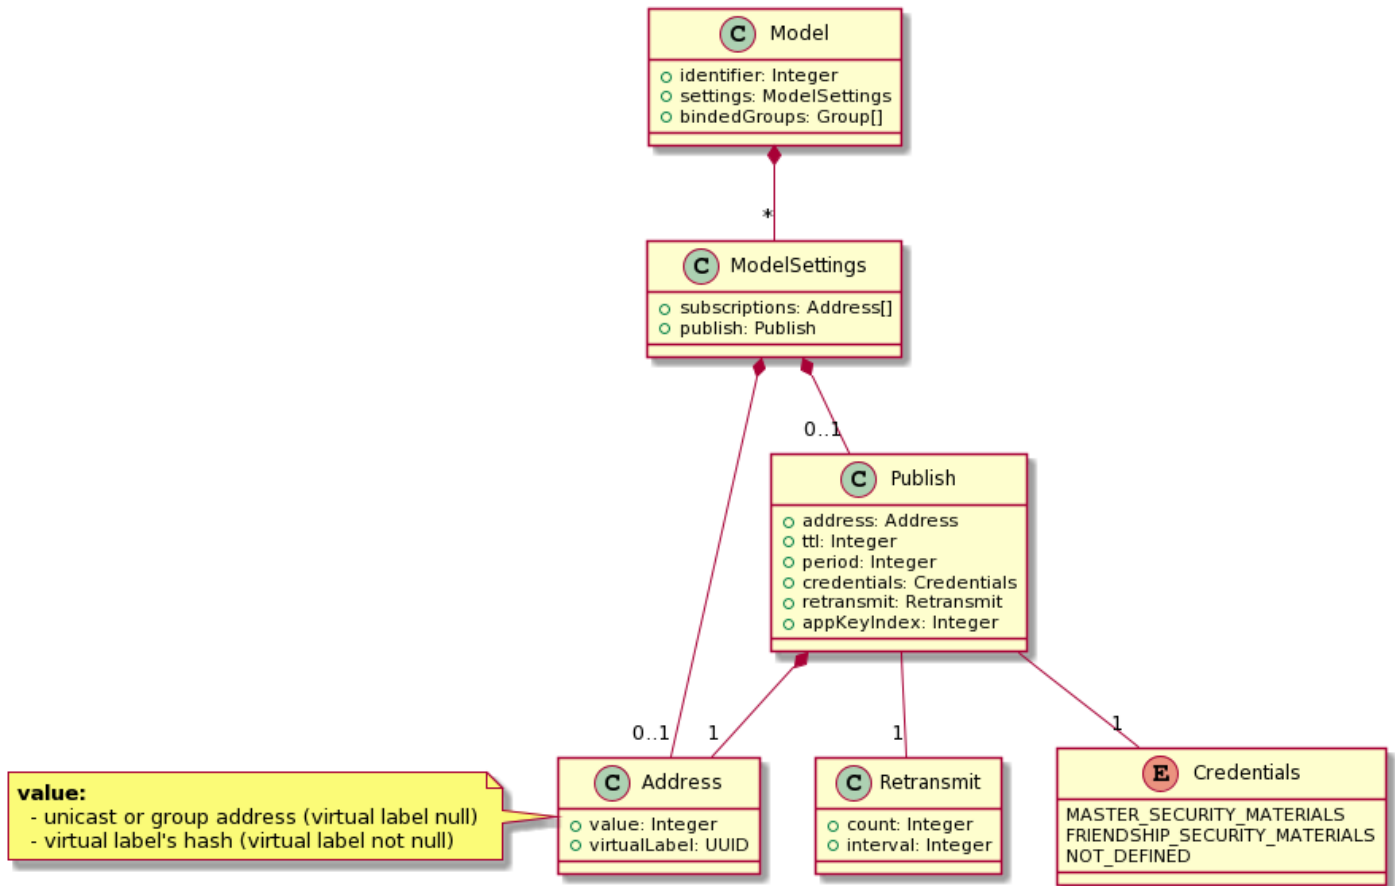 C Model
identifier: Integer
settings: ModelSettings
bindedGroups: Group[]
*
C ModelSettings
subscriptions: Address[]
publish: Publish
0..1
C Publish
address: Address
ttl: Integer
period: Integer
credentials: Credentials
retransmit: Retransmit
appKeyIndex: Integer
0..1 1 1 1
C Address
value: Integer
virtualLabel: UUID
C Retransmit
count: Integer
interval: Integer
E Credentials
MASTER_SECURITY_MATERIALS
FRIENDSHIP_SECURITY_MATERIALS
NOT_DEFINED
value:
- unicast or group address (virtual label null)
- virtual label's hash (virtual label not null)